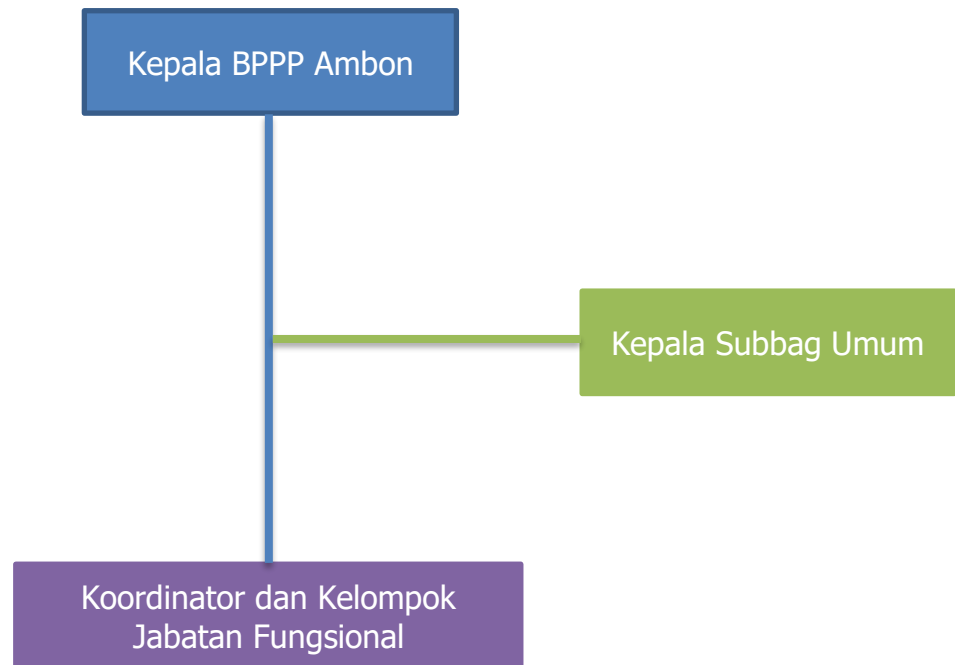 Kepala BPPP Ambon
Kepala Subbag Umum
Koordinator dan Kelompok
Jabatan Fungsional